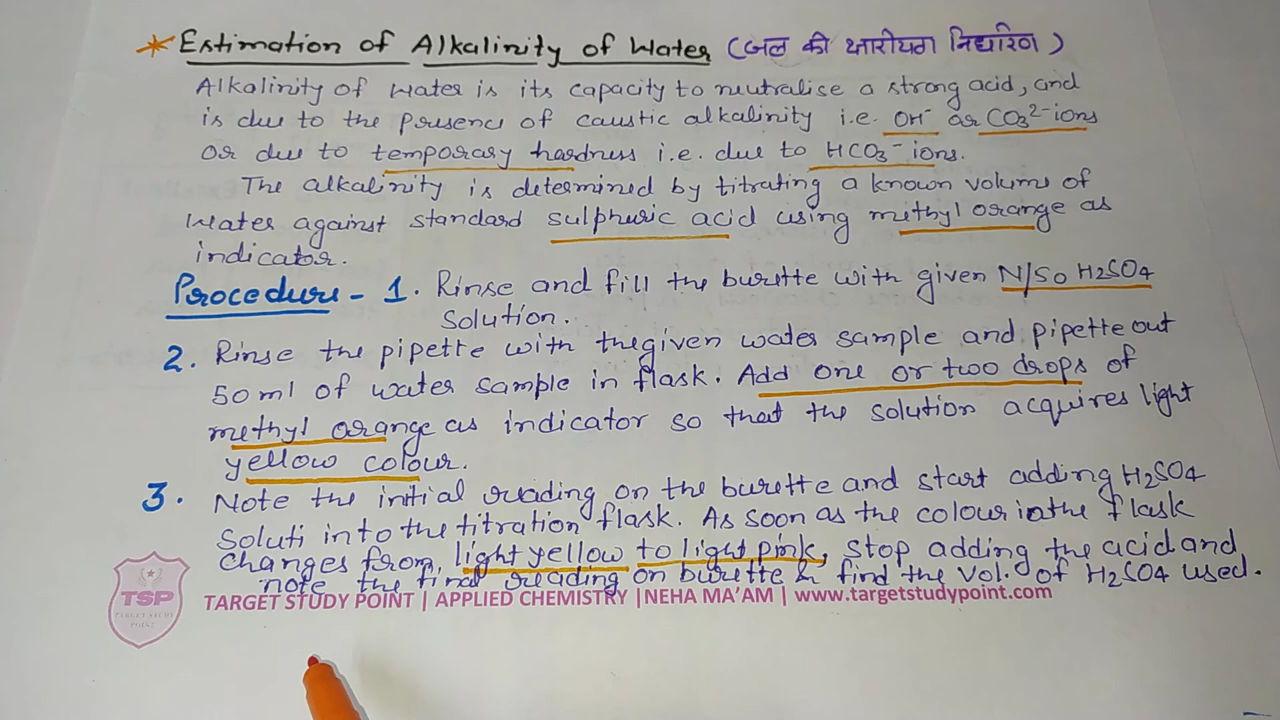 * Estimation of Alkalinity of Water (जल की क्षारीयता निर्धारण)
Alkalinity of water is its capacity to neutralise a strong acid, and
is due to the presence of caustic alkalinity i.e. OH⁻ or CO₃²⁻ ions
or due to temporary hardness i.e. due to HCO₃⁻ ions.
The alkalinity is determined by titrating a known volume of
water against standard sulphuric acid using methyl orange as
indicator.
Procedure - 1. Rinse and fill the burette with given N/50 H₂SO₄
solution.
2. Rinse the pipette with the given water sample and pipette out
50 ml of water sample in flask. Add one or two drops of
methyl orange as indicator so that the solution acquires light
yellow colour.
3. Note the initial reading on the burette and start adding H₂SO₄
Soluti into the titration flask. As soon as the colour in the flask
changes from light yellow to light pink, stop adding the acid and
note the final reading on burette & find the vol. of H₂SO₄ used.
TSP
TARGET STUDY
POINT
TARGET STUDY POINT | APPLIED CHEMISTRY |NEHA MA'AM | www.targetstudypoint.com